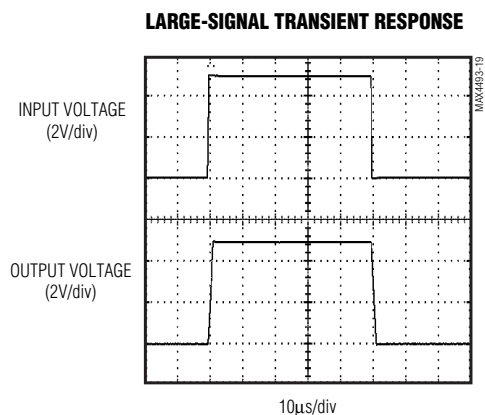 LARGE-SIGNAL TRANSIENT RESPONSE
MAX4493-19
INPUT VOLTAGE
(2V/div)
OUTPUT VOLTAGE
(2V/div)
10µs/div